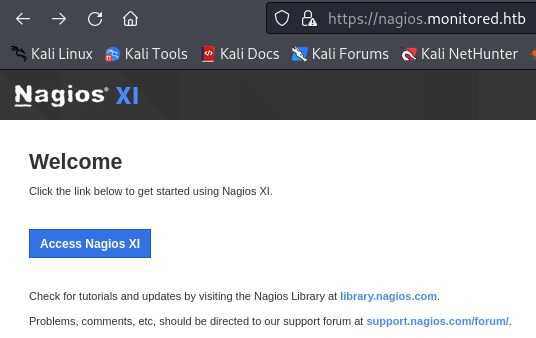 https://nagios.monitored.htb
Kali Linux Kali Tools Kali Docs Kali Forums Kali NetHunter
Nagios® XI
Welcome
Click the link below to get started using Nagios XI.
Access Nagios XI
Check for tutorials and updates by visiting the Nagios Library at library.nagios.com.
Problems, comments, etc, should be directed to our support forum at support.nagios.com/forum/.